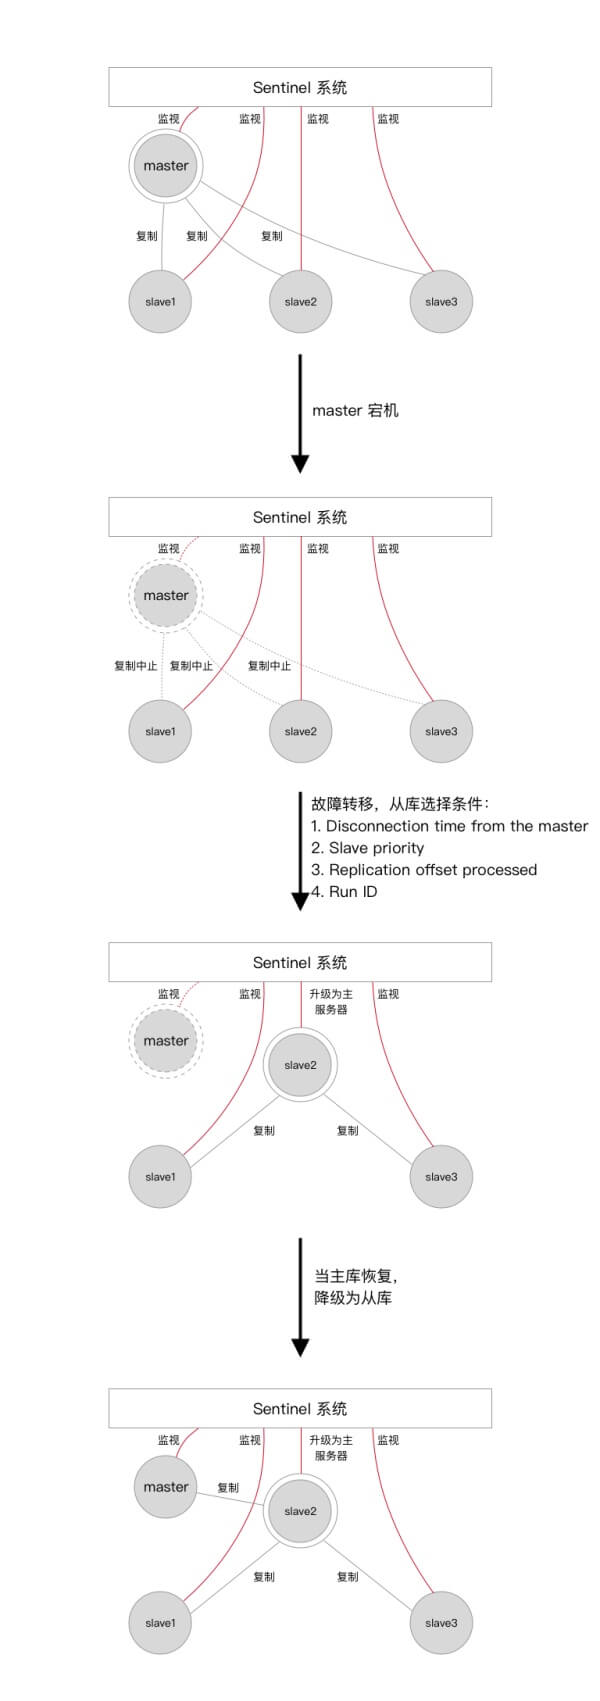 Sentinel 系统
监视 监视 监视 监视
master
复制 复制 复制
slave1 slave2 slave3
master 宕机
Sentinel 系统
监视 监视 监视 监视
master
复制中止 复制中止 复制中止
slave1 slave2 slave3
故障转移，从库选择条件：
1. Disconnection time from the master
2. Slave priority
3. Replication offset processed
4. Run ID
Sentinel 系统
监视 监视 升级为主 监视
服务器
master
slave2
复制 复制
slave1 slave3
当主库恢复，
降级为从库
Sentinel 系统
监视 监视 升级为主 监视
服务器
master 复制
slave2
复制 复制
slave1 slave3